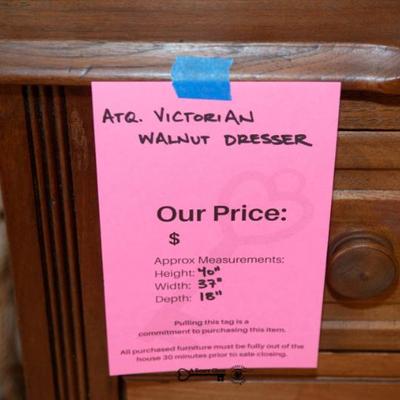 ATQ. VICTORIAN
WALNUT DRESSER
Our Price:
$
Approx Measurements:
Height: 40"
Width: 37"
Depth: 18"
Pulling this tag is a
commitment to purchasing this item.
All purchased furniture must be fully out of the
house 30 minutes prior to sale closing.